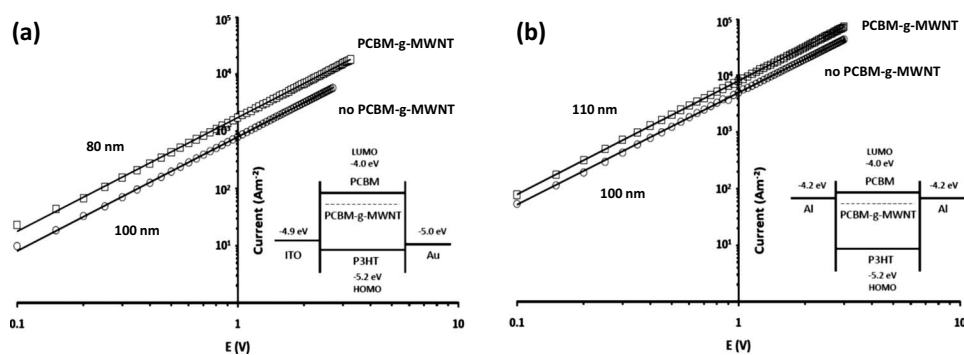 (a)
10⁵
PCBM-g-MWNT
10⁴
no PCBM-g-MWNT
10³
80 nm
10²
100 nm
10¹
Current (Am⁻²)
LUMO
-4.0 eV
PCBM
PCBM-g-MWNT
-4.9 eV
-5.0 eV
ITO
Au
P3HT
-5.2 eV
HOMO
0.1
1
10
E (V)
(b)
10⁵
PCBM-g-MWNT
10⁴
no PCBM-g-MWNT
110 nm
10³
100 nm
10²
10¹
Current (Am⁻²)
LUMO
-4.0 eV
-4.2 eV
PCBM
-4.2 eV
Al
PCBM-g-MWNT
Al
P3HT
-5.2 eV
HOMO
0.1
1
10
E (V)